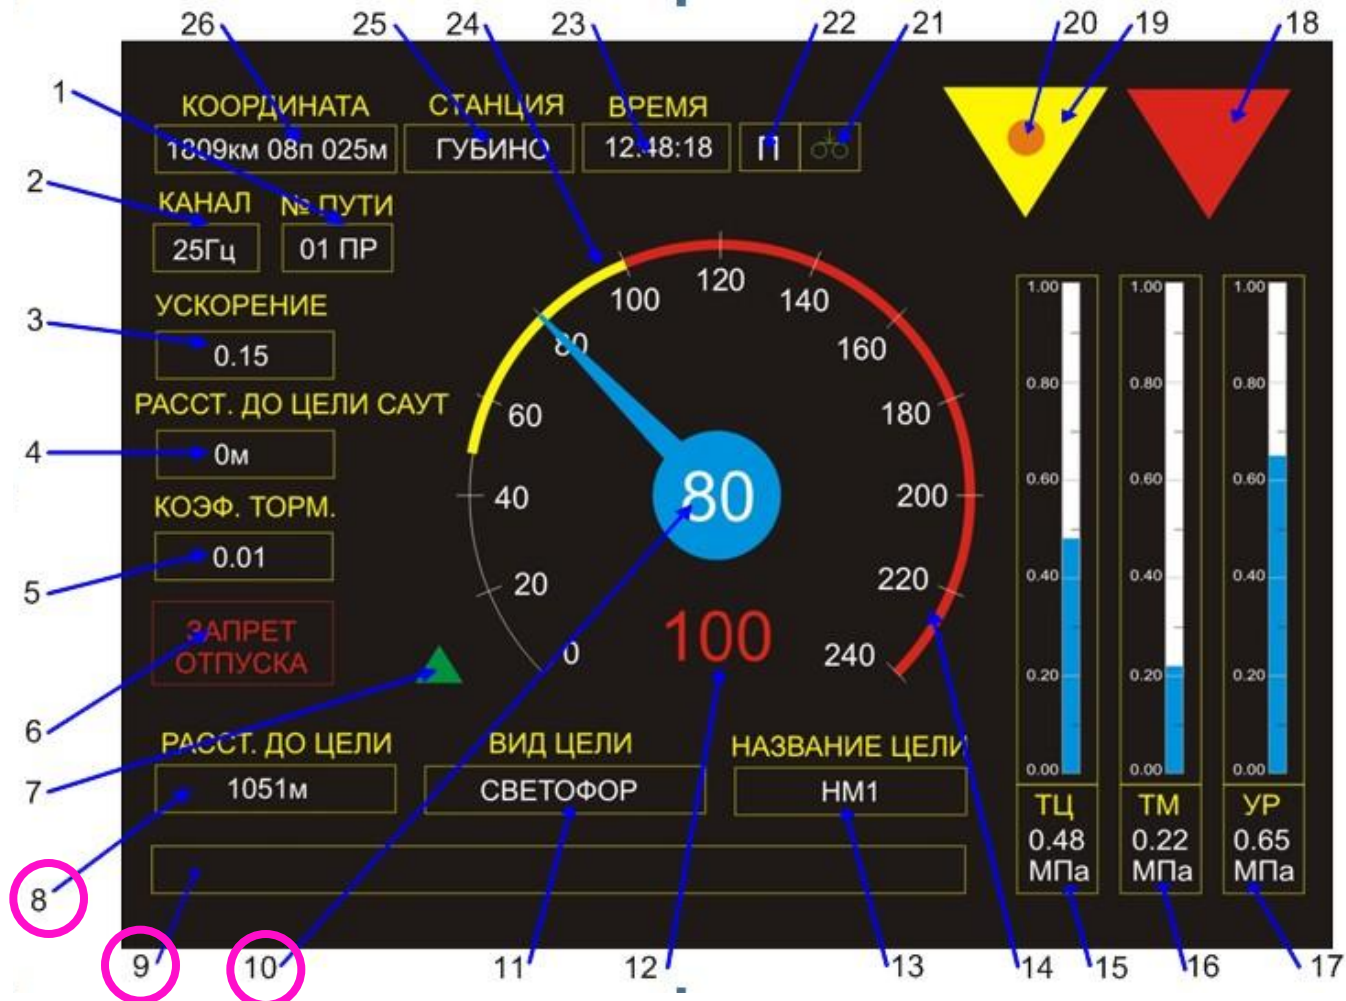 26 25 24 23 22 21 20 19 18
1
КООРДИНАТА СТАНЦИЯ ВРЕМЯ
1809км 08п 025м ГУБИНО 12:48:18 П
2
КАНАЛ № ПУТИ
25Гц 01 ПР
УСКОРЕНИЕ
3
0.15
РАССТ. ДО ЦЕЛИ САУТ
4
0м
КОЭФ. ТОРМ.
0.01
5
ЗАПРЕТ
ОТПУСКА
6
7
0
20
40
60
80
100
120
140
160
180
200
220
240
80
100
1.00 1.00 1.00
0.80 0.80 0.80
0.60 0.60 0.60
0.40 0.40 0.40
0.20 0.20 0.20
0.00 0.00 0.00
ТЦ ТМ УР
0.48 0.22 0.65
МПа МПа МПа
РАССТ. ДО ЦЕЛИ ВИД ЦЕЛИ НАЗВАНИЕ ЦЕЛИ
1051м СВЕТОФОР НМ1
8
9 10 11 12 13 14 15 16 17